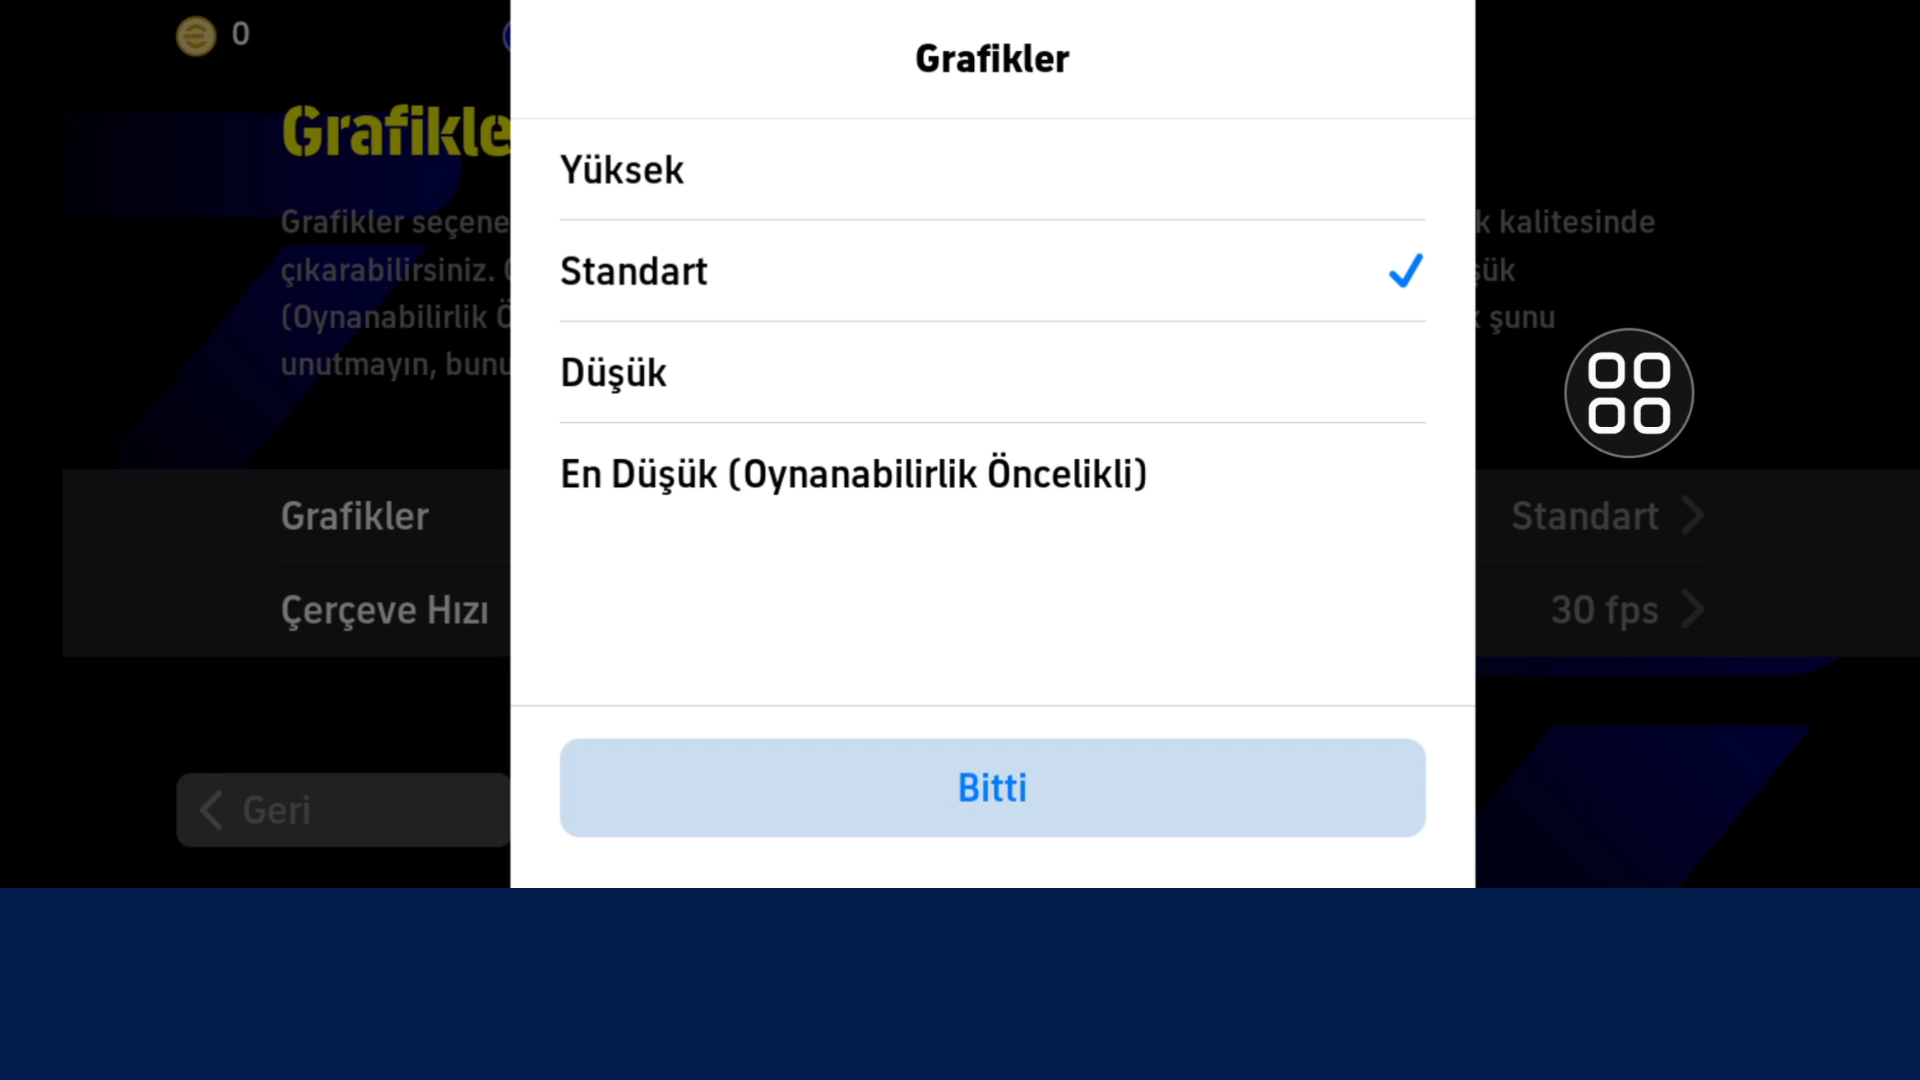 0
Grafikler
Grafikle
Yüksek
Grafikler seçene
k kalitesinde
Standart
çıkarabilirsiniz.
şük
(Oynanabilirlik Ö
şunu
unutmayın, bunu
Düşük
En Düşük (Oynanabilirlik Öncelikli)
Grafikler
Standart
Çerçeve Hızı
30 fps
Bitti
Geri